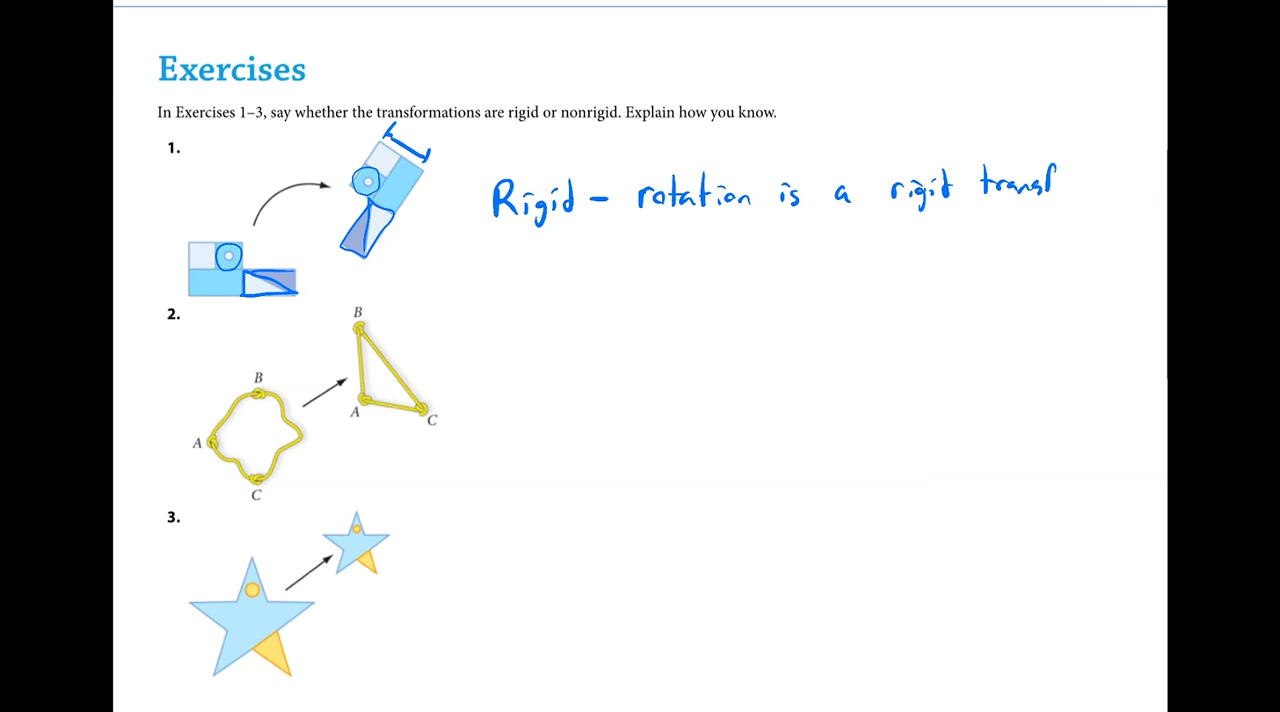 Exercises
In Exercises 1–3, say whether the transformations are rigid or nonrigid. Explain how you know.
1.
Rigid – rotation is a rigit transf
2.
B
A
C
B
A
C
3.